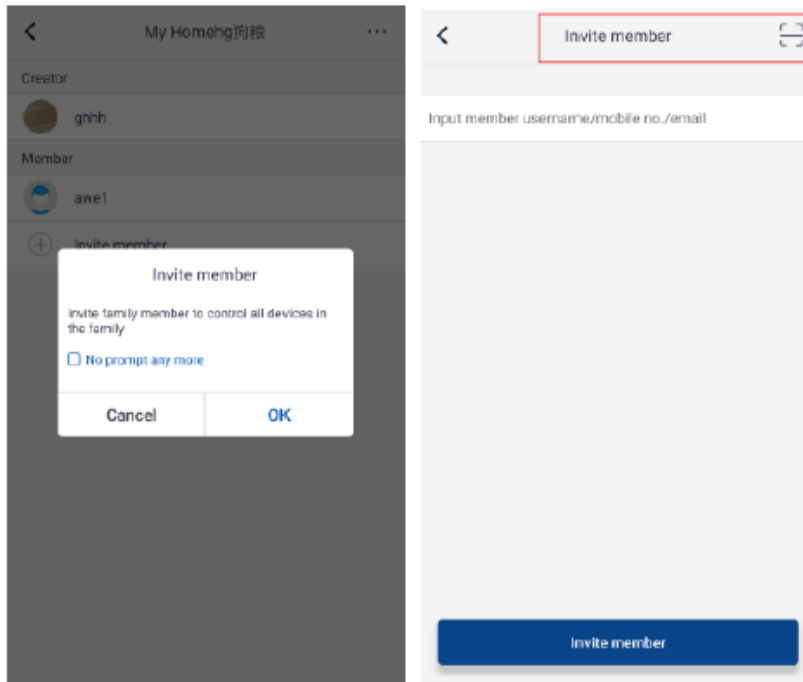 My Homehg狗粮
Creator
ghhh
Member
awe1
Invite member
Invite member
Invite family member to control all devices in
the family
No prompt any more
Cancel
OK
Invite member
Input member username/mobile no./email
Invite member